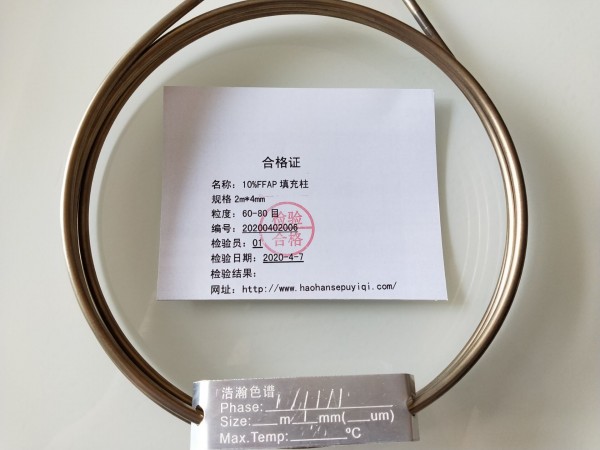 合格证
名称：10%FFAP 填充柱
规格 2m*4mm
粒度：60-80 目
编号：20200402006
检验员：01
检验日期：2020-4-7
检验结果：
网址：http://www.haohansepuyiqi.com/
检验
合格
浩瀚色谱
Phase:
Size: m/ mm( um)
Max.Temp: ℃